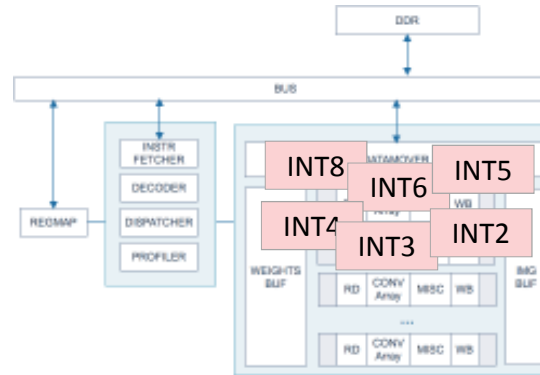 DDR
BUS
INSTR
FETCHER
DECODER
DISPATCHER
PROFILER
REGMAP
DATAMOVER
INT8
INT5
INT6
INT4
INT3
INT2
WB
WEIGHTS
BUF
IMG
BUF
RD
CONV
Array
MISC
WB
...
RD
CONV
Array
MISC
WB